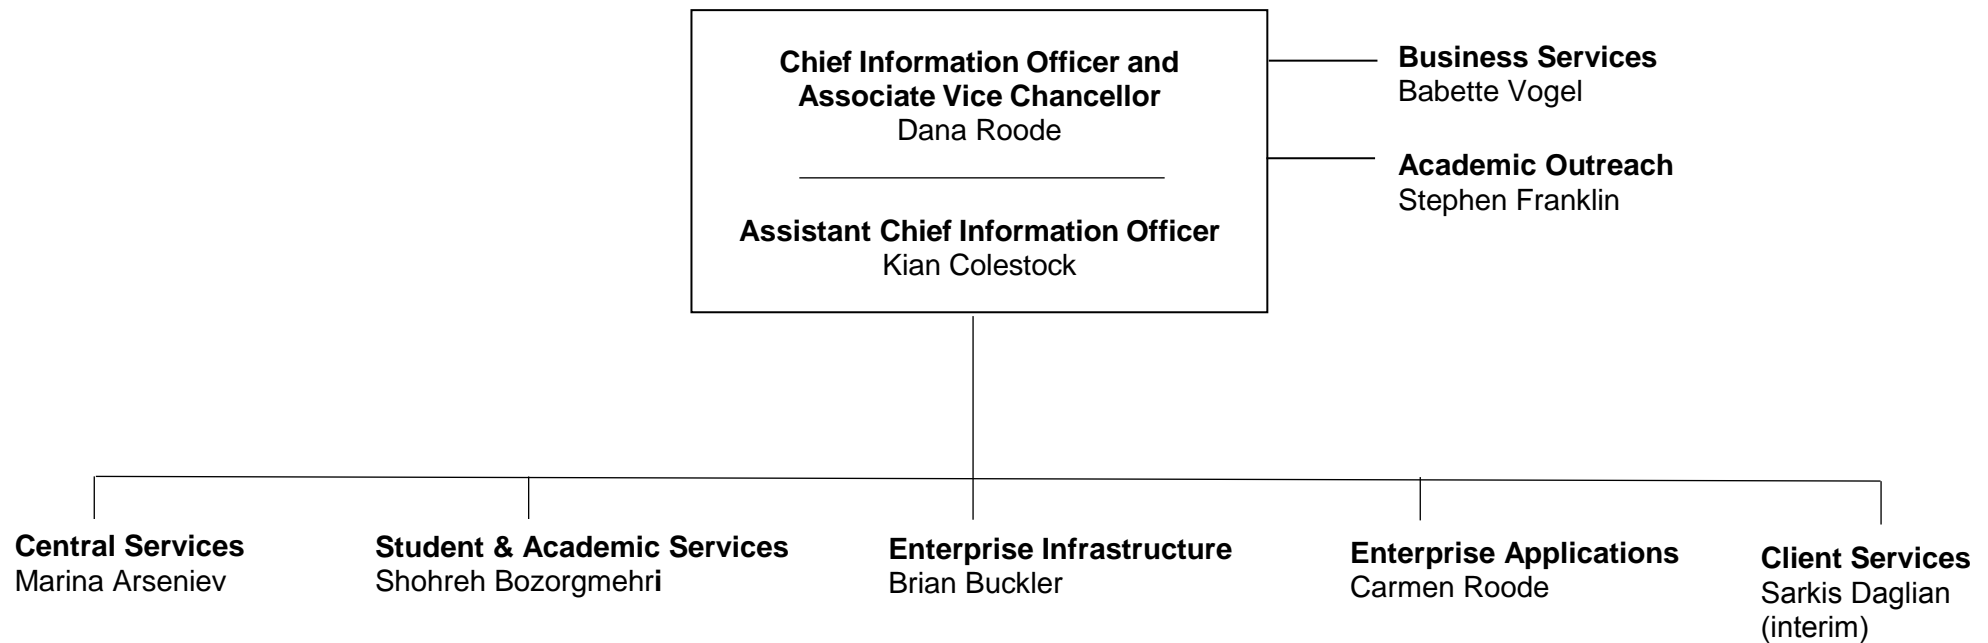 Chief Information Officer and
Associate Vice Chancellor
Dana Roode
Assistant Chief Information Officer
Kian Colestock
Business Services
Babette Vogel
Academic Outreach
Stephen Franklin
Central Services
Marina Arseniev
Student & Academic Services
Shohreh Bozorgmehri
Enterprise Infrastructure
Brian Buckler
Enterprise Applications
Carmen Roode
Client Services
Sarkis Daglian
(interim)